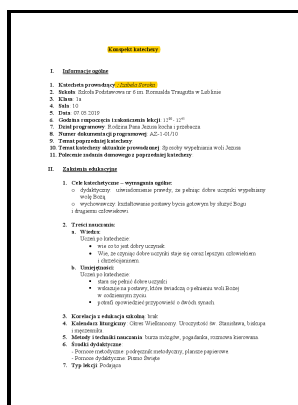 Konspekt katechezy
I. Informacje ogólne
1. Katecheta prowadzący: Izabela Soroka
2. Szkoła: Szkoła Podstawowa nr 6 im. Romualda Traugutta w Lublinie
3. Klasa: 1a
4. Sala: 10
5. Data: 07.05.2019
6. Godzina rozpoczęcia i zakończenia lekcji:
7. Dział programowy: Rodzina Pana Jezusa kocha i przebacza
8. Numer dokumentacji programowej: AZ-1-01/10
9. Temat poprzedniej katechezy:
10. Temat katechezy aktualnie prowadzonej: Sposoby wypełniania woli Jezusa
11. Polecenie zadania domowego z poprzedniej katechezy:
II. Założenia edukacyjne
1. Cele katechetyczne – wymagania ogólne:
o dydaktyczny: uświadomienie prawdy, że pełniąc dobre uczynki wypełniamy
wolę Bożą
o wychowawczy: kształtowanie postawy bycia gotowym by służyć Bogu
i drugiemu człowiekowi
2. Treści nauczania:
a. Wiedza:
Uczeń po katechezie:
• wie co to jest dobry uczynek
• Wie, że czyniąc dobre uczynki staje się coraz lepszym człowiekiem
i chrześcijaninem
b. Umiejętności:
Uczeń po katechezie:
• stara się pełnić dobre uczynki
• wskazuje na postawy, które świadczą o pełnieniu woli Bożej
w codziennym życiu
• potrafi opowiedzieć przypowieść o dwóch synach
3. Korelacja z edukacją szkolną: brak
4. Kalendarz liturgiczny: Okres Wielkanocny. Uroczystość św. Stanisława, biskupa
i męczennika
5. Metody i techniki nauczania: burza mózgów, pogadanka, rozmowa kierowana
6. Środki dydaktyczne
- Pomoce metodyczne: podręcznik metodyczny, plansze papierowe
- Pomoce dydaktyczne: Pismo Święte
7. Typ lekcji: Podająca